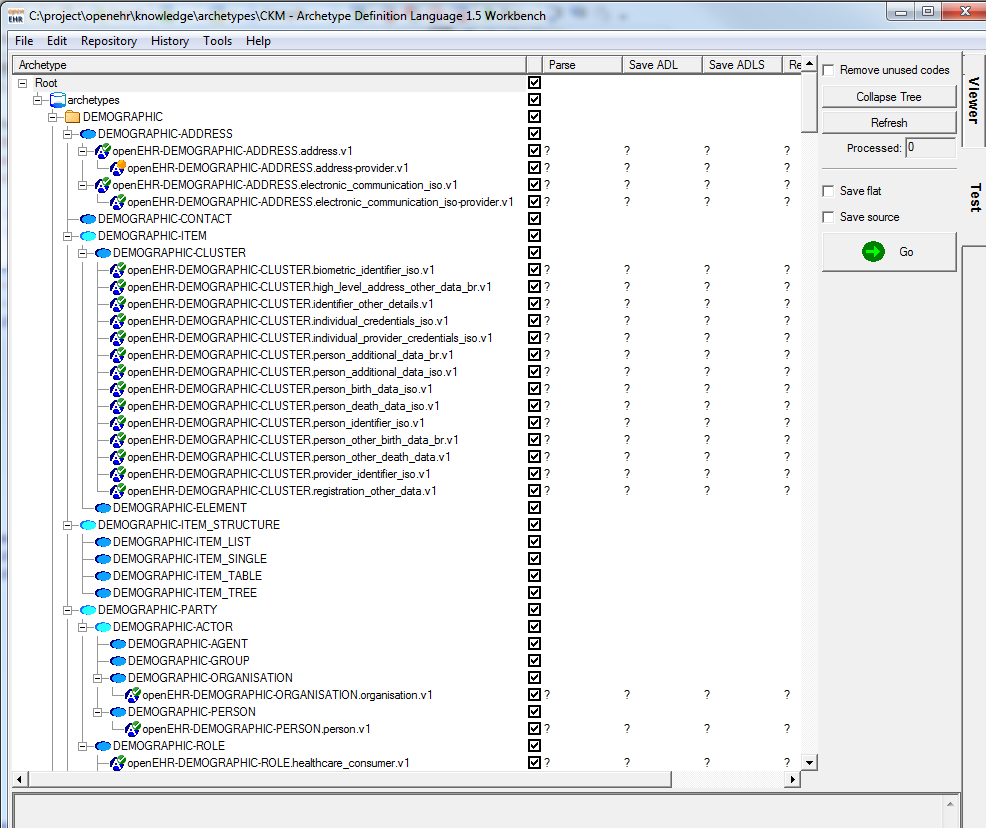 open EHR C:\project\openehr\knowledge\archetypes\CKM - Archetype Definition Language 1.5 Workbench
File Edit Repository History Tools Help
Archetype Parse Save ADL Save ADLS Re
Root
archetypes
DEMOGRAPHIC
DEMOGRAPHIC-ADDRESS
openEHR-DEMOGRAPHIC-ADDRESS.address.v1 ? ? ? ?
openEHR-DEMOGRAPHIC-ADDRESS.address-provider.v1 ? ? ? ?
openEHR-DEMOGRAPHIC-ADDRESS.electronic_communication_iso.v1 ? ? ? ?
openEHR-DEMOGRAPHIC-ADDRESS.electronic_communication_iso-provider.v1 ? ? ? ?
DEMOGRAPHIC-CONTACT
DEMOGRAPHIC-ITEM
DEMOGRAPHIC-CLUSTER
openEHR-DEMOGRAPHIC-CLUSTER.biometric_identifier_iso.v1 ? ? ? ?
openEHR-DEMOGRAPHIC-CLUSTER.high_level_address_other_data_br.v1 ? ? ? ?
openEHR-DEMOGRAPHIC-CLUSTER.identifier_other_details.v1 ? ? ? ?
openEHR-DEMOGRAPHIC-CLUSTER.individual_credentials_iso.v1 ? ? ? ?
openEHR-DEMOGRAPHIC-CLUSTER.individual_provider_credentials_iso.v1 ? ? ? ?
openEHR-DEMOGRAPHIC-CLUSTER.person_additional_data_br.v1 ? ? ? ?
openEHR-DEMOGRAPHIC-CLUSTER.person_additional_data_iso.v1 ? ? ? ?
openEHR-DEMOGRAPHIC-CLUSTER.person_birth_data_iso.v1 ? ? ? ?
openEHR-DEMOGRAPHIC-CLUSTER.person_death_data_iso.v1 ? ? ? ?
openEHR-DEMOGRAPHIC-CLUSTER.person_identifier_iso.v1 ? ? ? ?
openEHR-DEMOGRAPHIC-CLUSTER.person_other_birth_data_br.v1 ? ? ? ?
openEHR-DEMOGRAPHIC-CLUSTER.person_other_death_data.v1 ? ? ? ?
openEHR-DEMOGRAPHIC-CLUSTER.provider_identifier_iso.v1 ? ? ? ?
openEHR-DEMOGRAPHIC-CLUSTER.registration_other_data.v1 ? ? ? ?
DEMOGRAPHIC-ELEMENT
DEMOGRAPHIC-ITEM_STRUCTURE
DEMOGRAPHIC-ITEM_LIST
DEMOGRAPHIC-ITEM_SINGLE
DEMOGRAPHIC-ITEM_TABLE
DEMOGRAPHIC-ITEM_TREE
DEMOGRAPHIC-PARTY
DEMOGRAPHIC-ACTOR
DEMOGRAPHIC-AGENT
DEMOGRAPHIC-GROUP
DEMOGRAPHIC-ORGANISATION
openEHR-DEMOGRAPHIC-ORGANISATION.organisation.v1 ? ? ? ?
DEMOGRAPHIC-PERSON
openEHR-DEMOGRAPHIC-PERSON.person.v1 ? ? ? ?
DEMOGRAPHIC-ROLE
openEHR-DEMOGRAPHIC-ROLE.healthcare_consumer.v1 ? ? ? ?
Remove unused codes
Collapse Tree
Refresh
Processed: 0
Save flat
Save source
Go
Viewer
Test